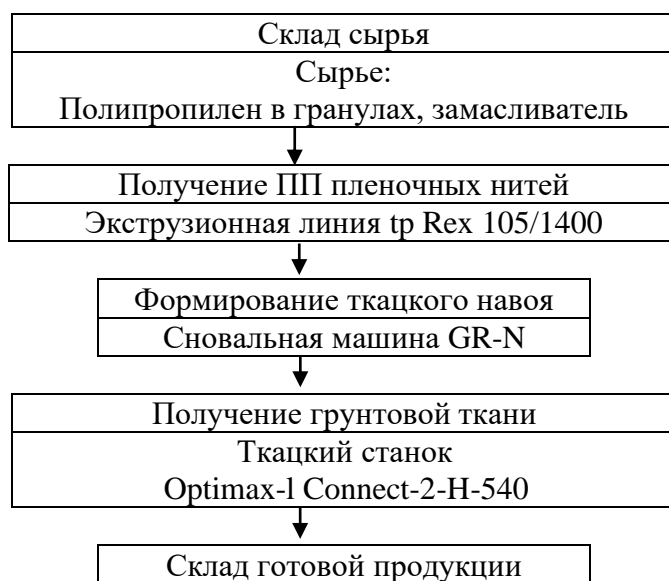 Склад сырья
Сырье:
Полипропилен в гранулах, замасливатель
Получение ПП пленочных нитей
Экструзионная линия tp Rex 105/1400
Формирование ткацкого навоя
Сновальная машина GR-N
Получение грунтовой ткани
Ткацкий станок
Optimax-l Connect-2-H-540
Склад готовой продукции